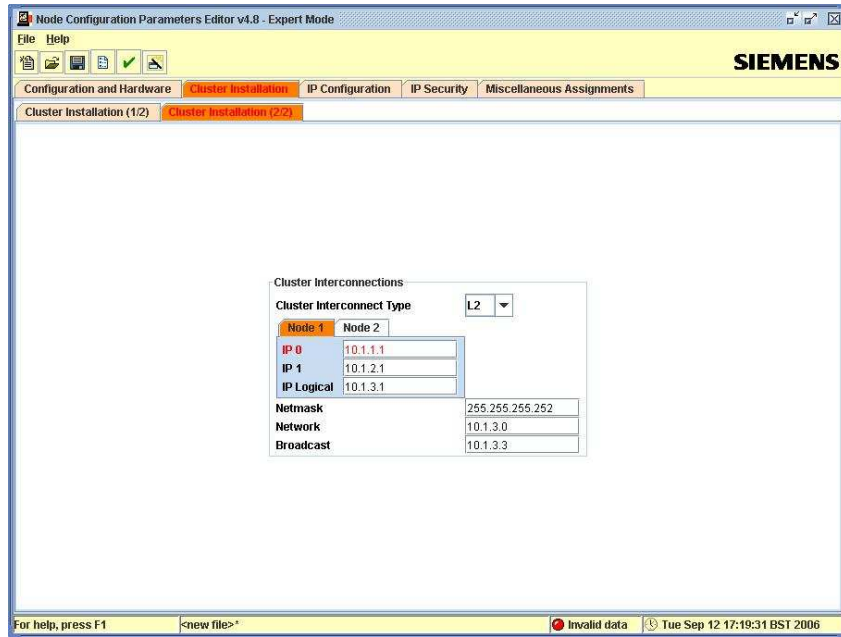 Node Configuration Parameters Editor v4.8 - Expert Mode
File Help
SIEMENS
Configuration and Hardware Cluster Installation IP Configuration IP Security Miscellaneous Assignments
Cluster Installation (1/2) Cluster Installation (2/2)
Cluster Interconnections
Cluster Interconnect Type L2
Node 1 Node 2
IP 0 10.1.1.1
IP 1 10.1.2.1
IP Logical 10.1.3.1
Netmask 255.255.255.252
Network 10.1.3.0
Broadcast 10.1.3.3
For help, press F1 <new file>* Invalid data Tue Sep 12 17:19:31 BST 2006